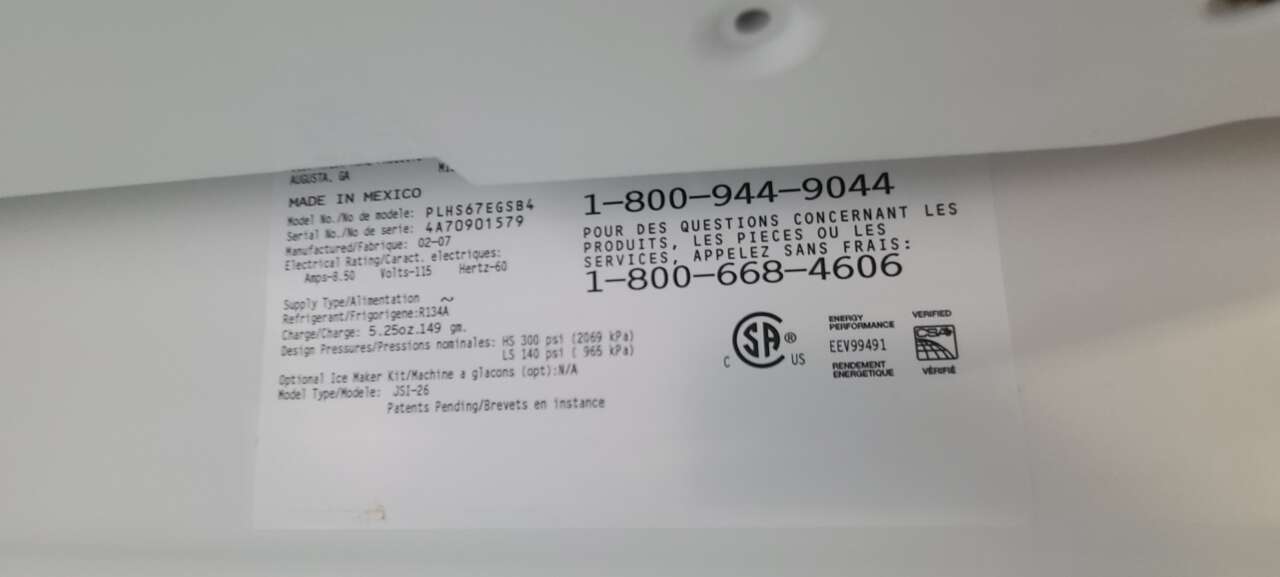 AUGUSTA, GA
MADE IN MEXICO
Model No./No de modele: PLHS67EGSB4
Serial No./No de serie: 4A70901579
Manufactured/Fabrique: 02-07
Electrical Rating/Caract. electriques:
Amps-8.50 Volts-115 Hertz-60
Supply Type/Alimentation ~
Refrigerant/Frigorigene:R134A
Charge/Charge: 5.25oz.149 gm.
Design Pressures/Pressions nominales: HS 300 psi (2069 kPa)
LS 140 psi ( 965 kPa)
Optional Ice Maker Kit/Machine a glacons (opt):N/A
Model Type/Modele: JSI-26
Patents Pending/Brevets en instance
1-800-944-9044
POUR DES QUESTIONS CONCERNANT LES
PRODUITS, LES PIECES OU LES
SERVICES, APPELEZ SANS FRAIS:
1-800-668-4606
C SA ® US
ENERGY
PERFORMANCE
EEV99491
RENDEMENT
ENERGETIQUE
VERIFIED
CSA
VÉRIFIÉ